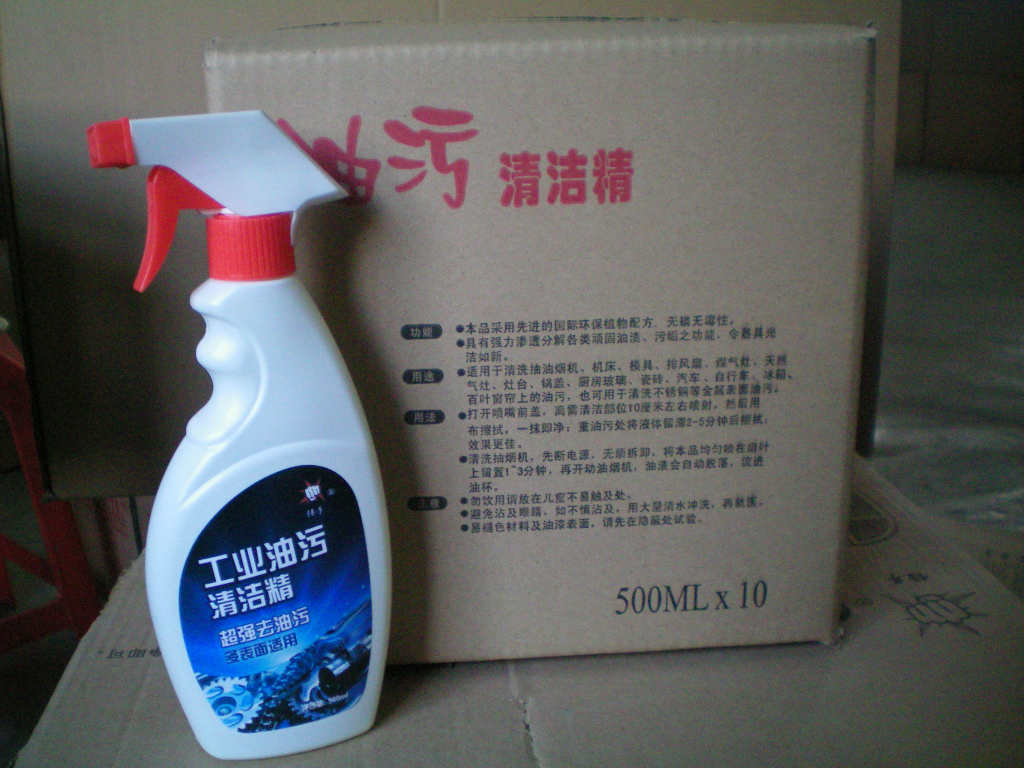 油污 清洁精
功能
●本品采用先进的国际环保植物配方，无磷无毒性。
●具有强力渗透分解各类顽固油渍、污垢之功能，令器具光
洁如新。
用途
●适用于清洗抽油烟机、机床、模具、排风扇、煤气灶、天然
气灶、灶台、锅盖、厨房玻璃、瓷砖、汽车、自行车、冰箱、
百叶窗帘上的油污，也可用于清洗不锈钢等金属表面油污。
用法
●打开喷嘴前盖，离需清洁部位10厘米左右喷射，然后用
布擦拭，一抹即净；重油污处将液体留滞2-5分钟后擦拭，
效果更佳。
●清洗抽烟机，先断电源，无须拆卸，将本品均匀喷在扇叶
上留置1~3分钟，再开动油烟机，油渍会自动脱落，流进
油杯。
●勿饮用请放在儿童不易触及处。
●避免沾及眼睛，如不慎沾及，用大量清水冲洗，再就医。
●易褪色材料及油漆表面，请先在隐蔽处试验。
500ML x 10
工业油污
清洁精
超强去油污
多表面适用